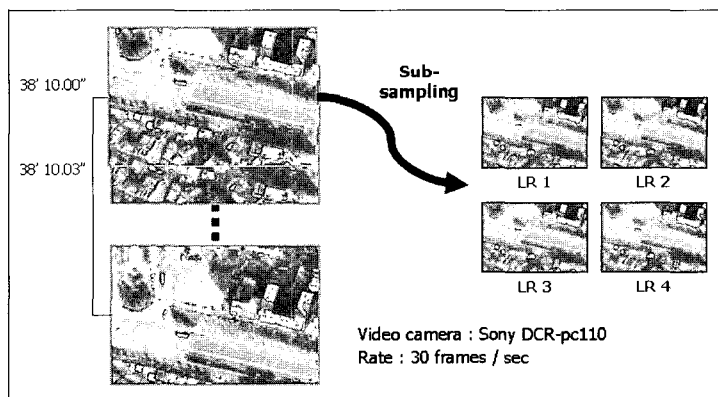 38' 10.00"
38' 10.03"
Sub-
sampling
LR 1
LR 2
LR 3
LR 4
Video camera : Sony DCR-pc110
Rate : 30 frames / sec